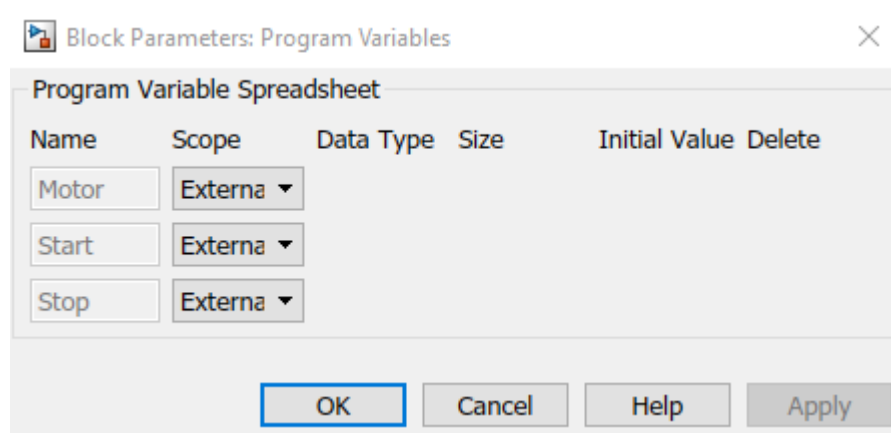 Block Parameters: Program Variables
Program Variable Spreadsheet
Name Scope Data Type Size Initial Value Delete
Motor Externa
Start Externa
Stop Externa
OK Cancel Help Apply